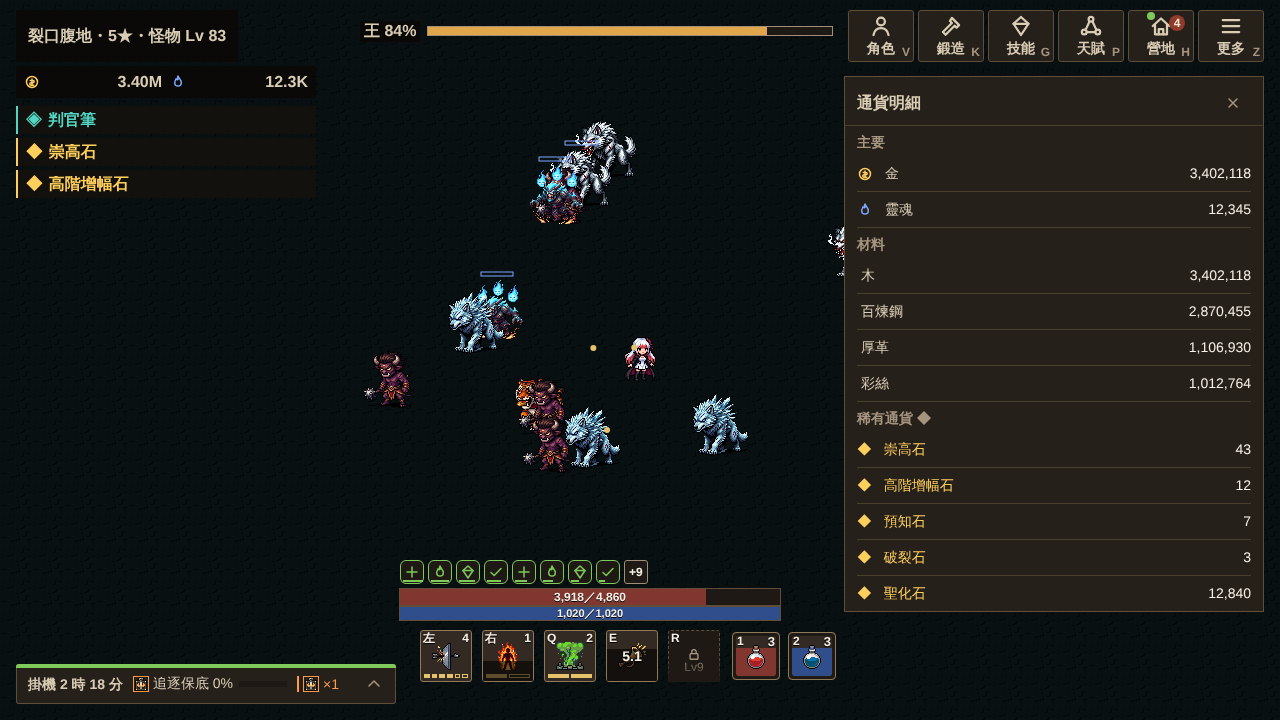 裂口腹地・5★・怪物 Lv 83
王 84%
角色 V
鍛造 K
技能 G
天賦 P
4
營地 H
更多 Z
3.40M
12.3K
判官筆
崇高石
高階增幅石
通貨明細
主要
金 3,402,118
靈魂 12,345
材料
木 3,402,118
百煉鋼 2,870,455
厚革 1,106,930
彩絲 1,012,764
稀有通貨
崇高石 43
高階增幅石 12
預知石 7
破裂石 3
聖化石 12,840
+9
3,918／4,860
1,020／1,020
左 4
右 1
Q 2
E 5.1
R Lv9
1 3
2 3
掛機 2 時 18 分 追逐保底 0% ×1